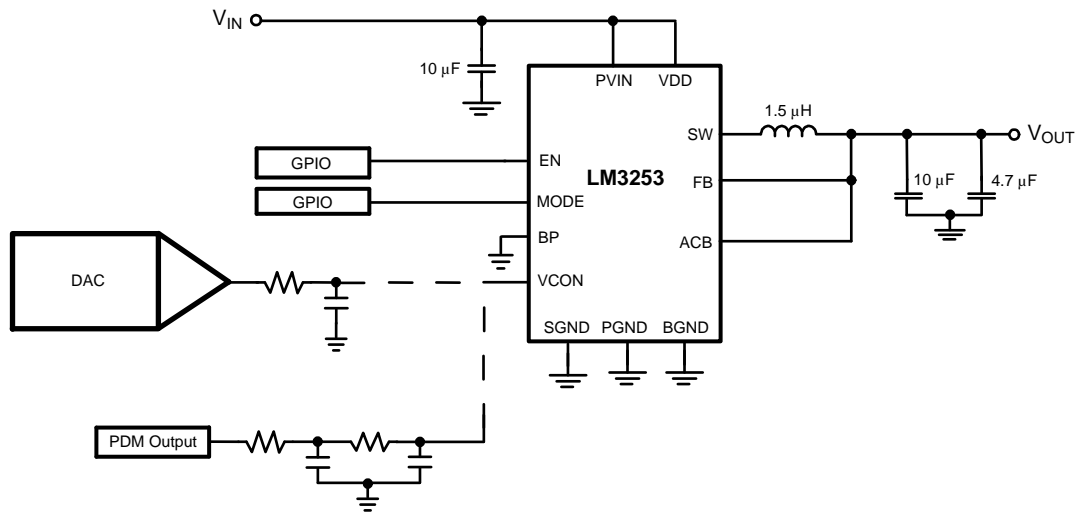 VIN
10 µF
PVIN VDD
1.5 µH
SW
VOUT
GPIO
EN
LM3253
FB
10 µF
4.7 µF
GPIO
MODE
BP
ACB
DAC
VCON
SGND PGND BGND
PDM Output